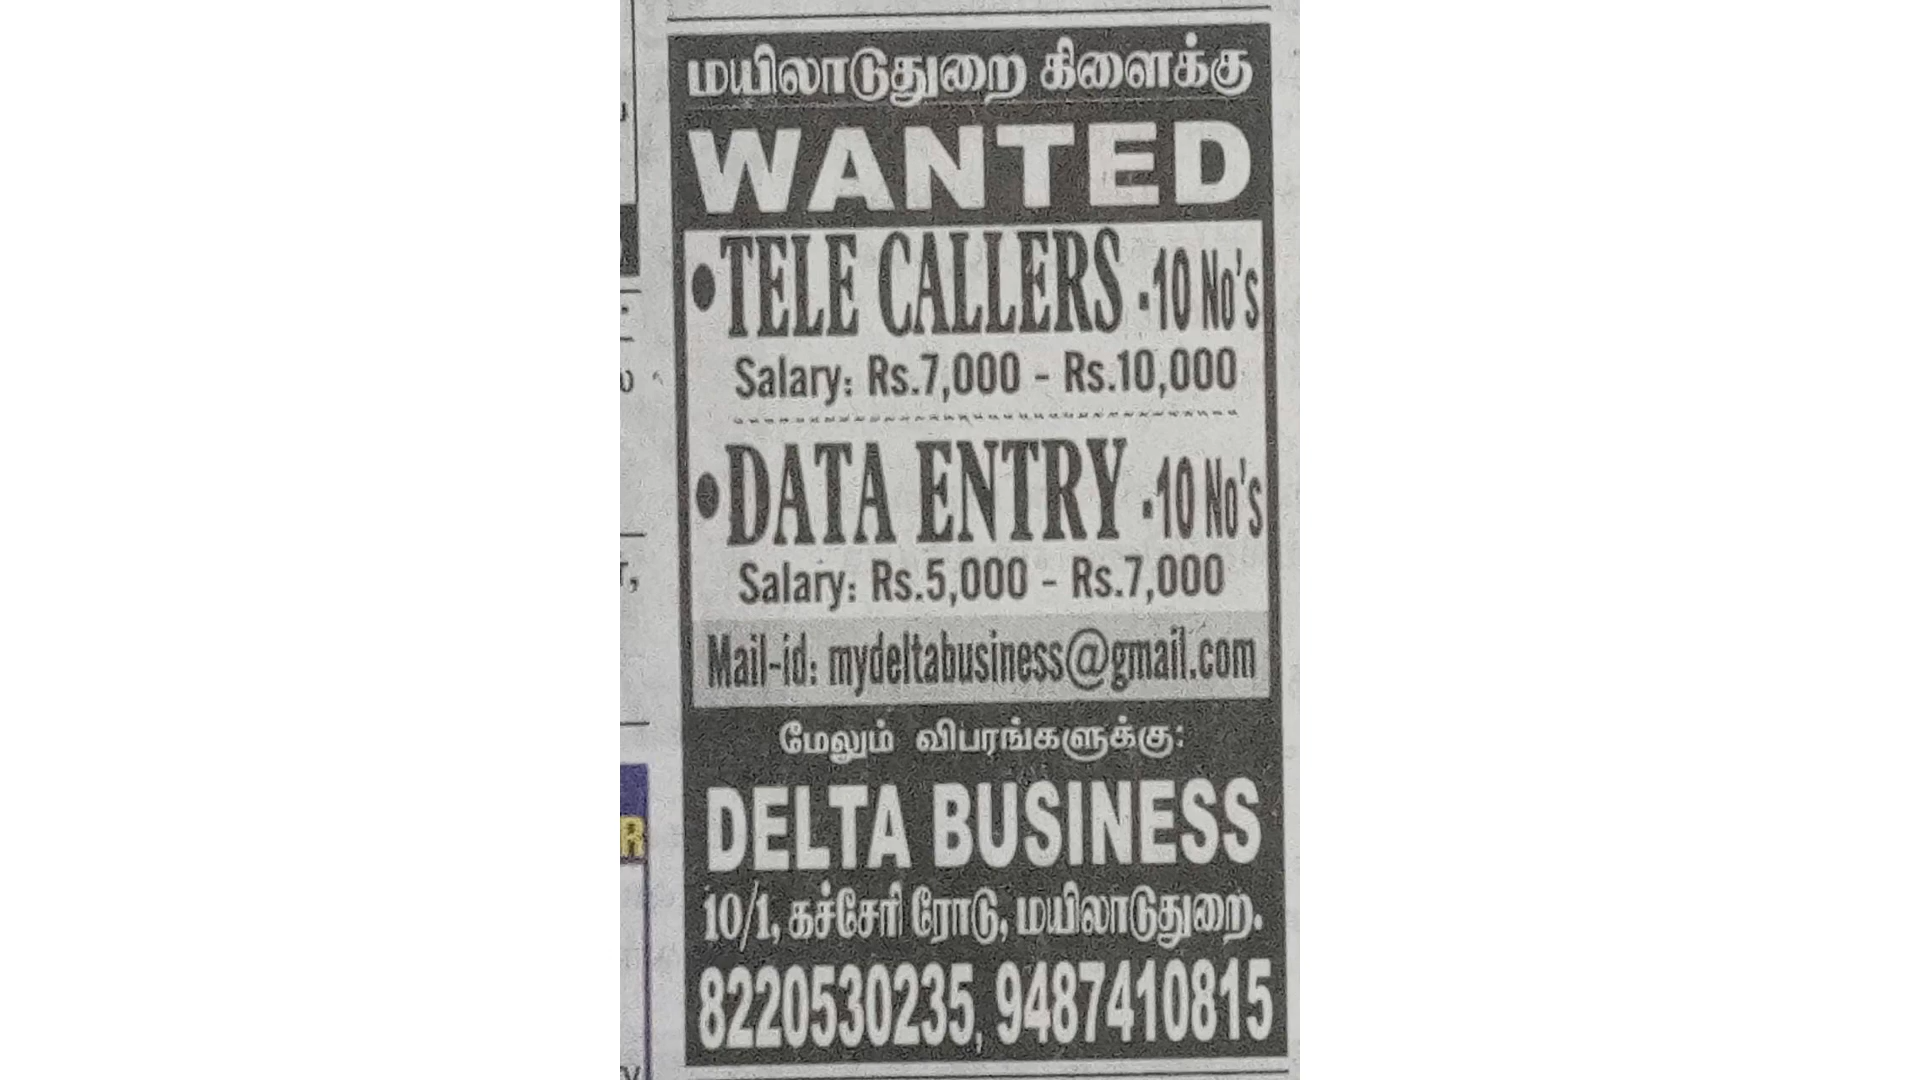 மயிலாடுதுறை கிளைக்கு
WANTED
•TELE CALLERS -10 No's
Salary: Rs.7,000 - Rs.10,000
•DATA ENTRY -10 No's
Salary: Rs.5,000 - Rs.7,000
Mail-id: mydeltabusiness@gmail.com
மேலும் விபரங்களுக்கு:
DELTA BUSINESS
10/1, கச்சேரி ரோடு, மயிலாடுதுறை.
8220530235, 9487410815